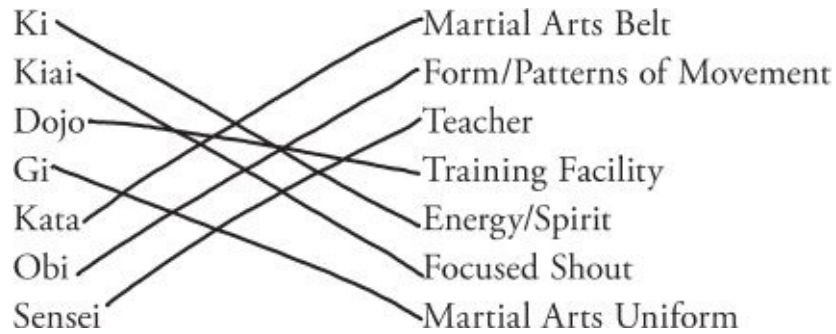 Ki Martial Arts Belt
Kiai Form/Patterns of Movement
Dojo Teacher
Gi Training Facility
Kata Energy/Spirit
Obi Focused Shout
Sensei Martial Arts Uniform